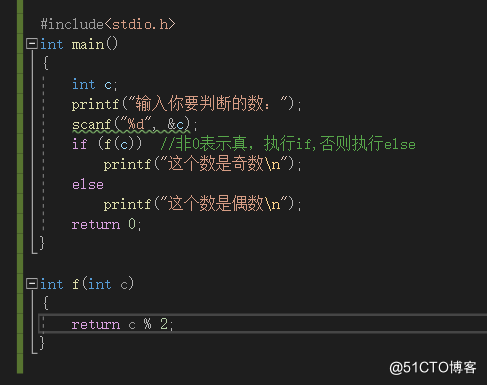 #include<stdio.h>
int main()
{
int c;
printf("输入你要判断的数：");
scanf("%d", &c);
if (f(c)) //非0表示真，执行if,否则执行else
printf("这个数是奇数\n");
else
printf("这个数是偶数\n");
return 0;
}
int f(int c)
{
return c % 2;
}
@51CTO博客